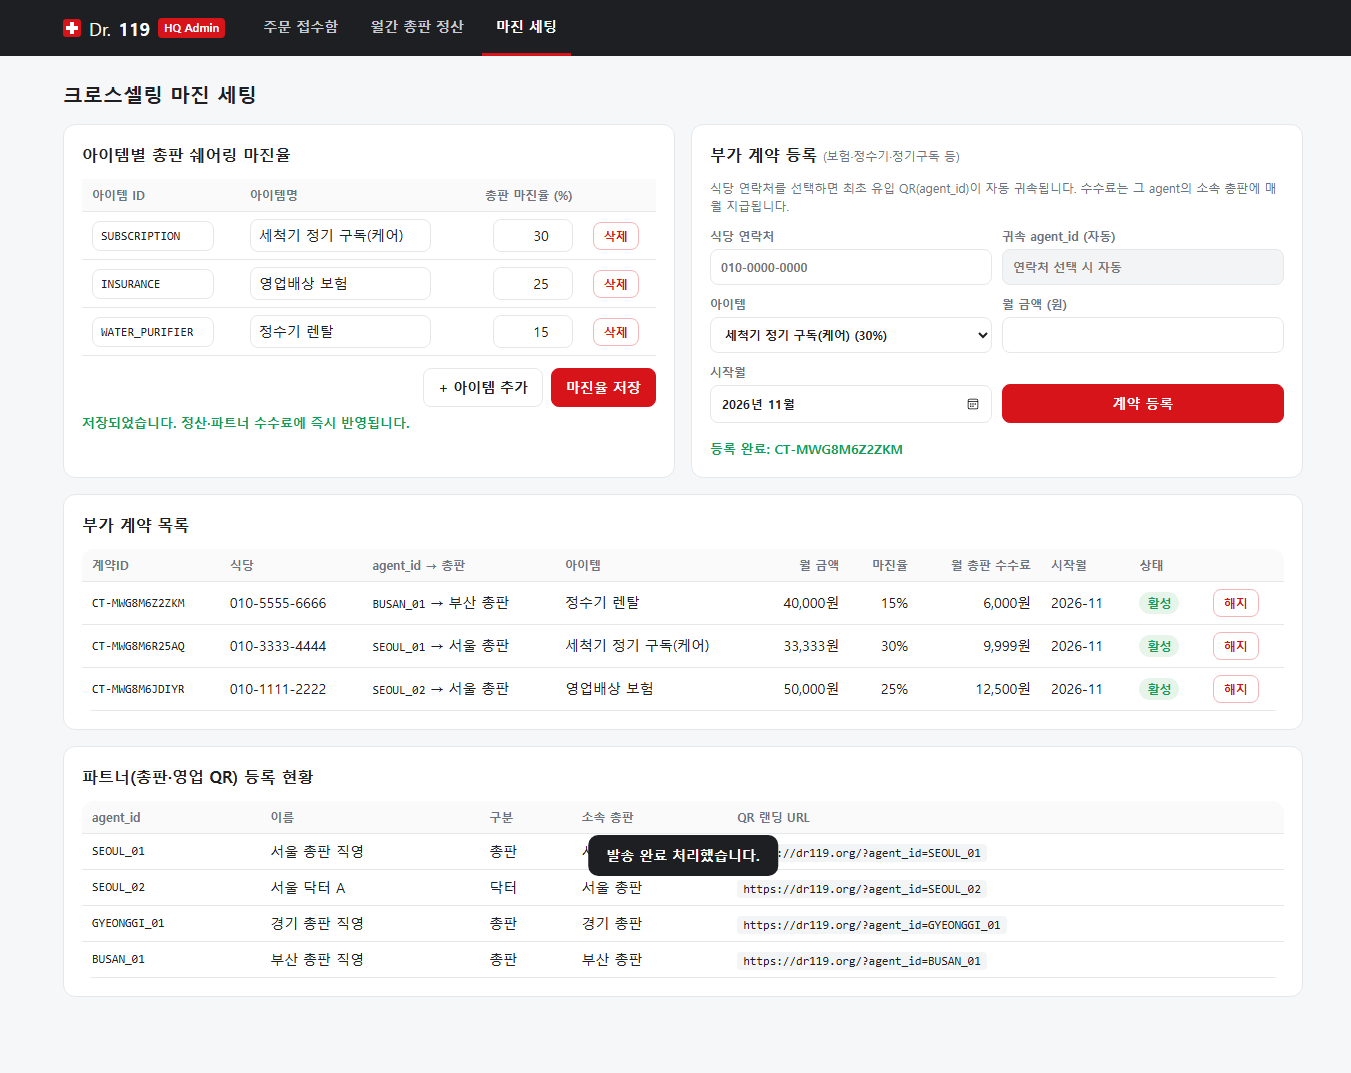 Dr. 119 HQ Admin 주문 접수함 월간 총판 정산 마진 세팅
크로스셀링 마진 세팅
아이템별 총판 쉐어링 마진율
아이템 ID 아이템명 총판 마진율 (%)
SUBSCRIPTION 세척기 정기 구독(케어) 30 삭제
INSURANCE 영업배상 보험 25 삭제
WATER_PURIFIER 정수기 렌탈 15 삭제
+ 아이템 추가 마진율 저장
저장되었습니다. 정산·파트너 수수료에 즉시 반영됩니다.
부가 계약 등록 (보험·정수기·정기구독 등)
식당 연락처를 선택하면 최초 유입 QR(agent_id)이 자동 귀속됩니다. 수수료는 그 agent의 소속 총판에 매
월 지급됩니다.
식당 연락처 귀속 agent_id (자동)
010-0000-0000 연락처 선택 시 자동
아이템 월 금액 (원)
세척기 정기 구독(케어) (30%)
시작월
2026년 11월 계약 등록
등록 완료: CT-MWG8M6Z2ZKM
부가 계약 목록
계약ID 식당 agent_id → 총판 아이템 월 금액 마진율 월 총판 수수료 시작월 상태
CT-MWG8M6Z2ZKM 010-5555-6666 BUSAN_01 → 부산 총판 정수기 렌탈 40,000원 15% 6,000원 2026-11 활성 해지
CT-MWG8M6R25AQ 010-3333-4444 SEOUL_01 → 서울 총판 세척기 정기 구독(케어) 33,333원 30% 9,999원 2026-11 활성 해지
CT-MWG8M6JDIYR 010-1111-2222 SEOUL_02 → 서울 총판 영업배상 보험 50,000원 25% 12,500원 2026-11 활성 해지
파트너(총판·영업 QR) 등록 현황
agent_id 이름 구분 소속 총판 QR 랜딩 URL
SEOUL_01 서울 총판 직영 총판 ://dr119.org/?agent_id=SEOUL_01
발송 완료 처리했습니다.
SEOUL_02 서울 닥터 A 닥터 서울 총판 https://dr119.org/?agent_id=SEOUL_02
GYEONGGI_01 경기 총판 직영 총판 경기 총판 https://dr119.org/?agent_id=GYEONGGI_01
BUSAN_01 부산 총판 직영 총판 부산 총판 https://dr119.org/?agent_id=BUSAN_01